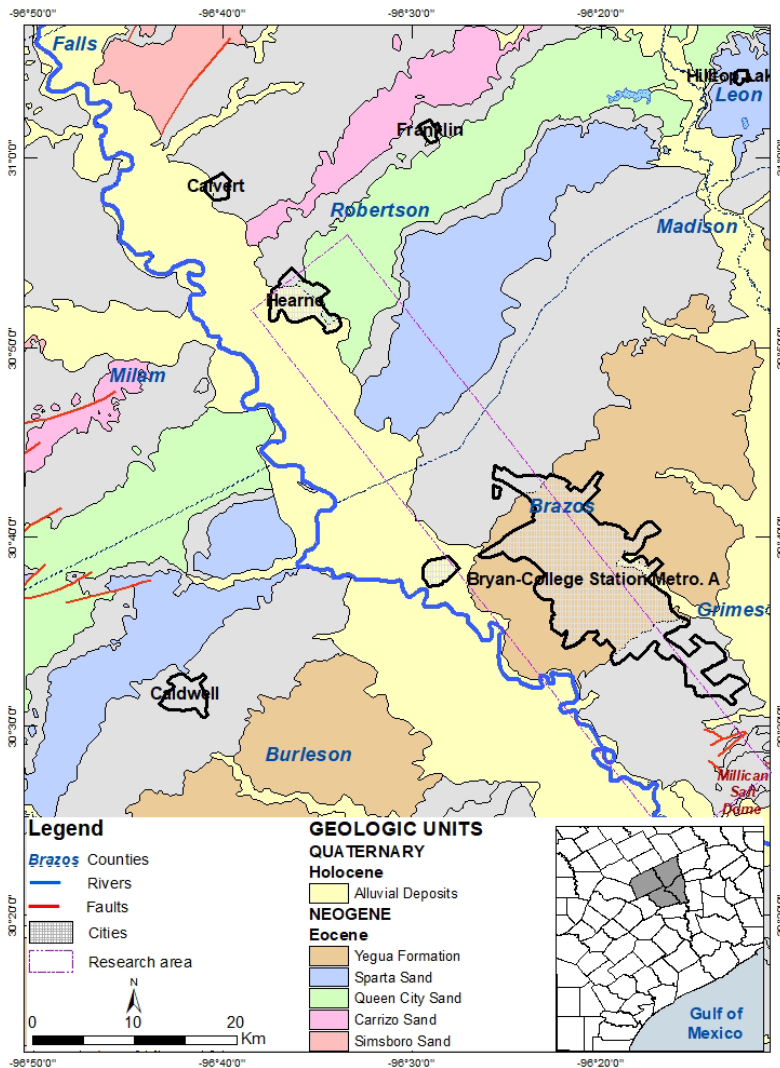 -96°50'0"
-96°40'0"
-96°30'0"
-96°20'0"
Falls
Hilltop Lak
Leon
Franklin
31°0'0"
Calvert
Robertson
Madison
Hearne
30°50'0"
Milam
30°40'0"
Brazos
Bryan-College Station Metro. A
Grimes
Caldwell
30°30'0"
Burleson
Millican
Salt
Dome
Legend
Brazos Counties
Rivers
Faults
Cities
Research area
N
0 10 20
Km
GEOLOGIC UNITS
QUATERNARY
Holocene
Alluvial Deposits
NEOGENE
Eocene
Yegua Formation
Sparta Sand
Queen City Sand
Carrizo Sand
Simsboro Sand
Gulf of
Mexico
30°20'0"
-96°50'0"
-96°40'0"
-96°30'0"
-96°20'0"